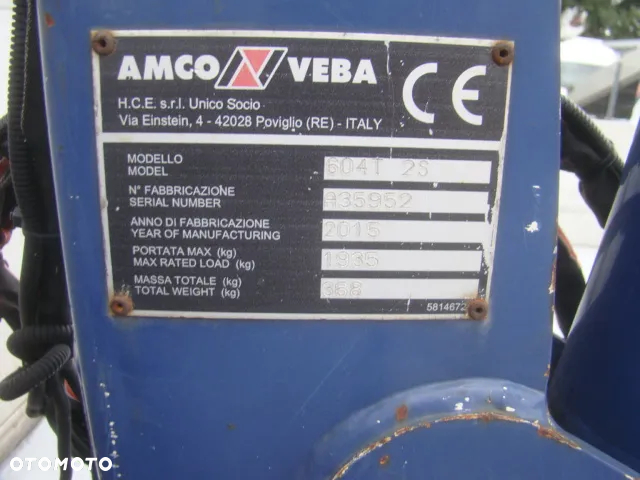 AMCO VEBA
CE
H.C.E. s.r.l. Unico Socio
Via Einstein, 4 - 42028 Poviglio (RE) - ITALY
MODELLO
MODEL
604T 2S
N° FABBRICAZIONE
SERIAL NUMBER
A35952
ANNO DI FABBRICAZIONE
YEAR OF MANUFACTURING
2015
PORTATA MAX (kg)
MAX RATED LOAD (kg)
1935
MASSA TOTALE (kg)
TOTAL WEIGHT (kg)
OTOMOTO